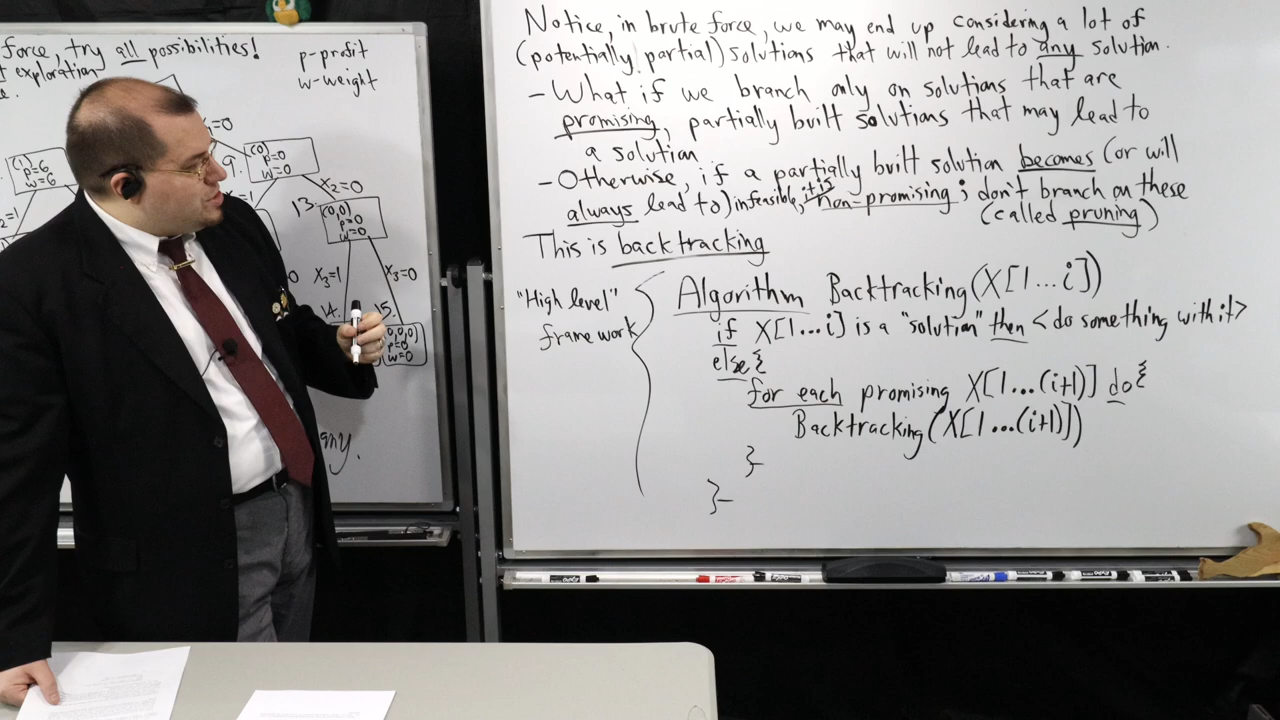 force, try all possibilities!
exploration
p-profit
w-weight
=0
9.
(0)
p=0
w=0
(1)
p=6
w=6
=1
x₂=0
13.
(0,0)
p=0
w=0
x₃=1
x₃=0
0
14.
15.
(0,0,0)
p=0
w=0
any.
Notice, in brute force, we may end up considering a lot of
(potentially partial) solutions that will not lead to any solution.
- What if we branch only on solutions that are
promising, partially built solutions that may lead to
a solution
- Otherwise, if a partially built solution becomes (or will
always lead to) infeasible, it is non-promising; don't branch on these
(called pruning)
This is backtracking
"High level"
framework
Algorithm Backtracking(X[1...i])
if X[1...i] is a "solution" then <do something with it>
else{
for each promising X[1...(i+1)] do{
Backtracking(X[1...(i+1)])
}
}